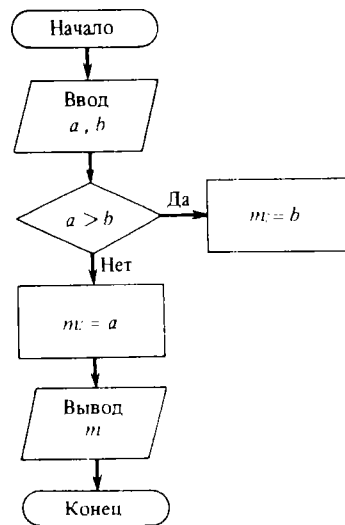 Начало
Ввод
a, b
a > b
Да
m:= b
Нет
m:= a
Вывод
m
Конец